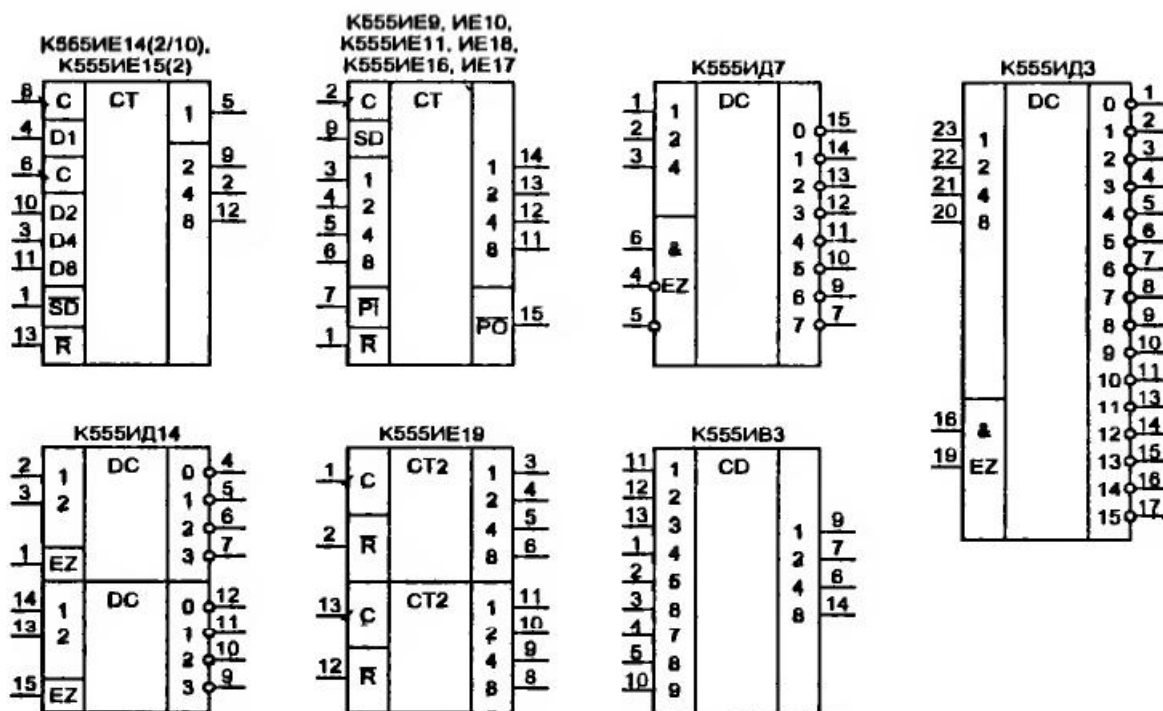 К565ИЕ14(2/10),
К555ИЕ15(2)
8 C CT 1 5
4 D1
6 C 2 9
4 2
10 D2 8 12
3 D4
11 D8
1 SD
13 R
К555ИЕ9, ИЕ10,
К555ИЕ11, ИЕ18,
К555ИЕ16, ИЕ17
2 C CT
9 SD
3 1 1 14
4 2 2 13
5 4 4 12
6 8 8 11
7 PI
PO 15
1 R
К555ИД7
1 1 DC
2 2 0 15
3 4 1 14
2 13
3 12
6 & 4 11
4 EZ 5 10
6 9
5 7 7
К555ИД3
DC 0 1
23 1 1 2
22 2 2 3
21 4 3 4
20 8 4 5
5 6
6 7
7 8
8 9
9 10
10 11
11 13
16 & 12 14
19 EZ 13 15
14 16
15 17
К555ИД14
2 1 DC 0 4
3 2 1 5
2 6
3 7
1 EZ
14 1 DC 0 12
13 2 1 11
2 10
3 9
15 EZ
К555ИЕ19
1 C CT2 1 3
2 4
4 5
2 R 8 6
13 C CT2 1 11
2 10
4 9
12 R 8 8
К555ИВ3
11 1 CD
12 2
13 3 1 9
1 4 2 7
2 5 4 6
3 8 14
4 7
5 8
10 9